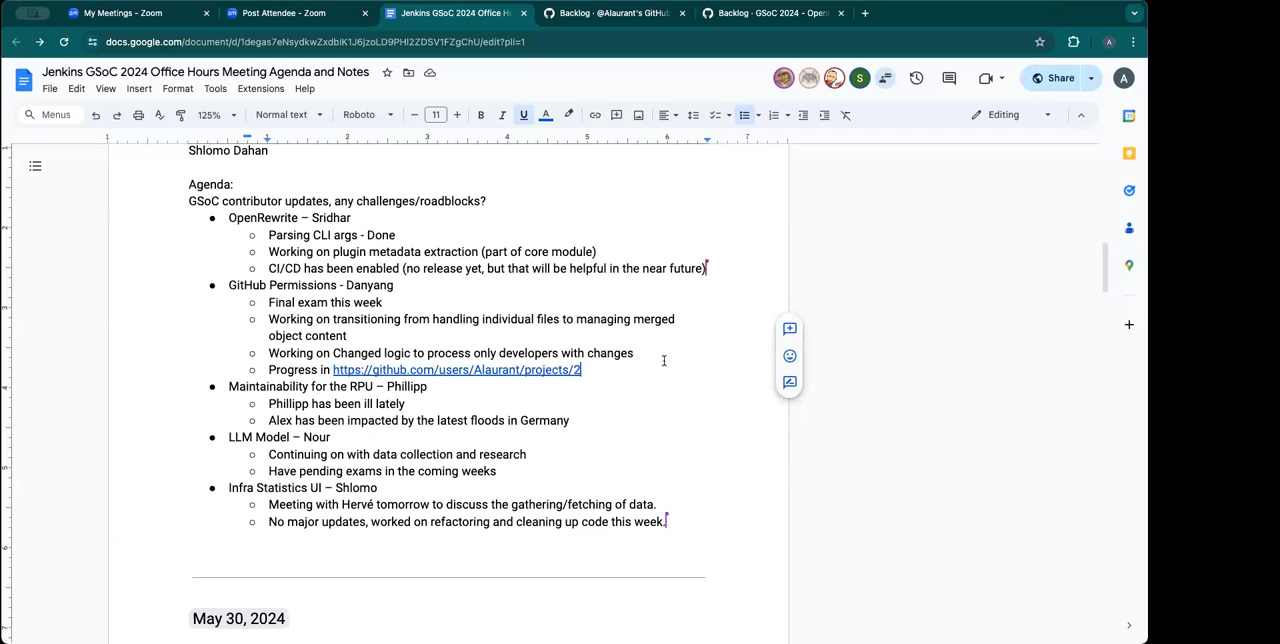 My Meetings - Zoom
Post Attendee - Zoom
Jenkins GSoC 2024 Office H
Backlog · @Alaurant's GitHub
Backlog · GSoC 2024 - Open
docs.google.com/document/d/1degas7eNsydkwZxdbiK1J6jzoLD9PHI2ZDSV1FZgChU/edit?pli=1
Jenkins GSoC 2024 Office Hours Meeting Agenda and Notes
File Edit View Insert Format Tools Extensions Help
S
Share
A
Menus
125%
Normal text
Roboto
11
B I U A
Editing
1 2 3 4 5 6 7
Shlomo Dahan
Agenda:
GSoC contributor updates, any challenges/roadblocks?
● OpenRewrite – Sridhar
○ Parsing CLI args - Done
○ Working on plugin metadata extraction (part of core module)
○ CI/CD has been enabled (no release yet, but that will be helpful in the near future)
● GitHub Permissions - Danyang
○ Final exam this week
○ Working on transitioning from handling individual files to managing merged
object content
○ Working on Changed logic to process only developers with changes
○ Progress in https://github.com/users/Alaurant/projects/2
● Maintainability for the RPU – Phillipp
○ Phillipp has been ill lately
○ Alex has been impacted by the latest floods in Germany
● LLM Model – Nour
○ Continuing on with data collection and research
○ Have pending exams in the coming weeks
● Infra Statistics UI – Shlomo
○ Meeting with Hervé tomorrow to discuss the gathering/fetching of data.
○ No major updates, worked on refactoring and cleaning up code this week.
May 30, 2024